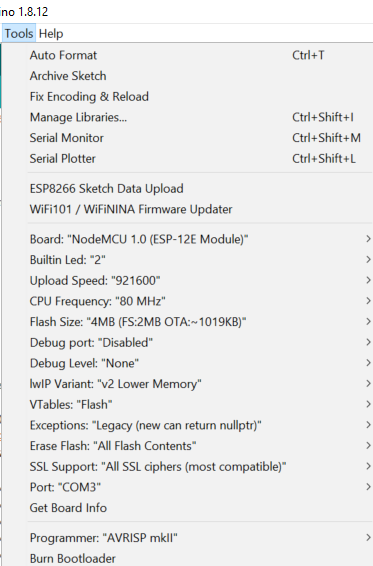 ino 1.8.12
Tools Help
Auto Format Ctrl+T
Archive Sketch
Fix Encoding & Reload
Manage Libraries... Ctrl+Shift+I
Serial Monitor Ctrl+Shift+M
Serial Plotter Ctrl+Shift+L
ESP8266 Sketch Data Upload
WiFi101 / WiFiNINA Firmware Updater
Board: "NodeMCU 1.0 (ESP-12E Module)"
Builtin Led: "2"
Upload Speed: "921600"
CPU Frequency: "80 MHz"
Flash Size: "4MB (FS:2MB OTA:~1019KB)"
Debug port: "Disabled"
Debug Level: "None"
lwIP Variant: "v2 Lower Memory"
VTables: "Flash"
Exceptions: "Legacy (new can return nullptr)"
Erase Flash: "All Flash Contents"
SSL Support: "All SSL ciphers (most compatible)"
Port: "COM3"
Get Board Info
Programmer: "AVRISP mkII"
Burn Bootloader